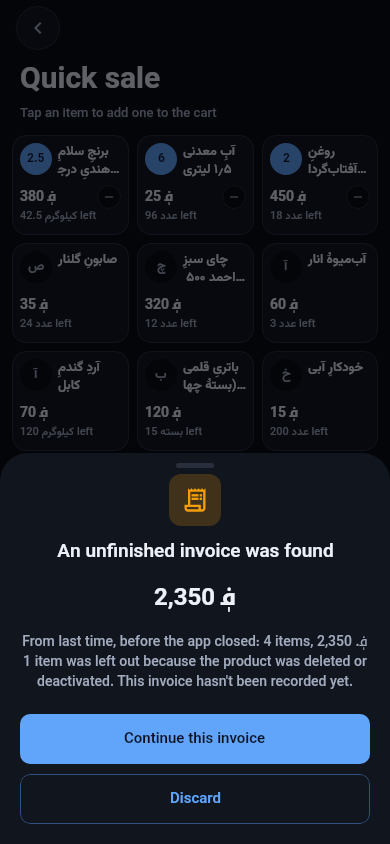 Quick sale
Tap an item to add one to the cart
2.5 برنج سلام هندی درجـ...
380 ؋
42.5 کیلوگرم left
6 آب معدنی ۱٫۵ لیتری
25 ؋
96 عدد left
2 روغن آفتاب‌گردا...
450 ؋
18 عدد left
ص صابون گلنار
35 ؋
24 عدد left
چ چای سبز احمد ۵۰۰...
320 ؋
12 عدد left
آ آب‌میوهٔ انار
60 ؋
3 عدد left
آ آرد گندم کابل
70 ؋
120 کیلوگرم left
ب باتری قلمی (بستهٔ چها...
120 ؋
15 بسته left
خ خودکار آبی
15 ؋
200 عدد left
An unfinished invoice was found
2,350 ؋
From last time, before the app closed: 4 items, 2,350 ؋.
1 item was left out because the product was deleted or
deactivated. This invoice hasn't been recorded yet.
Continue this invoice
Discard